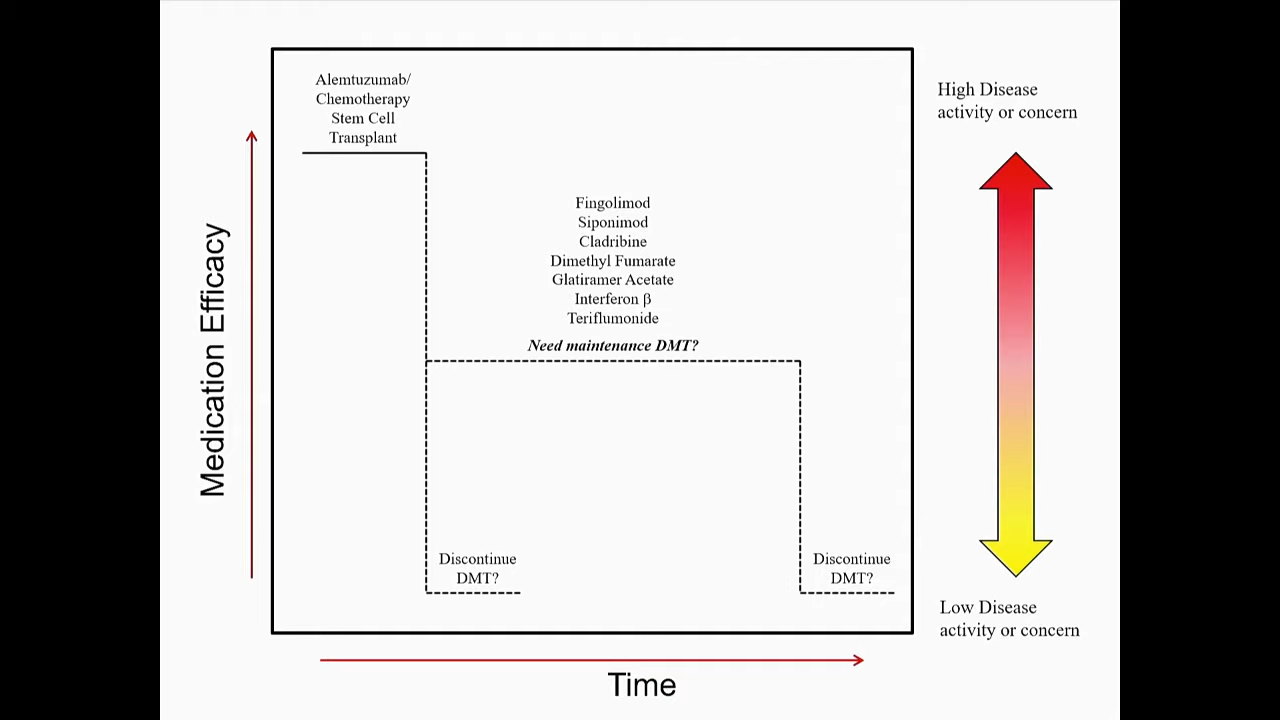 Alemtuzumab/
Chemotherapy
Stem Cell
Transplant
High Disease
activity or concern
Medication Efficacy
Fingolimod
Siponimod
Cladribine
Dimethyl Fumarate
Glatiramer Acetate
Interferon β
Teriflumonide
Need maintenance DMT?
Discontinue
DMT?
Discontinue
DMT?
Low Disease
activity or concern
Time